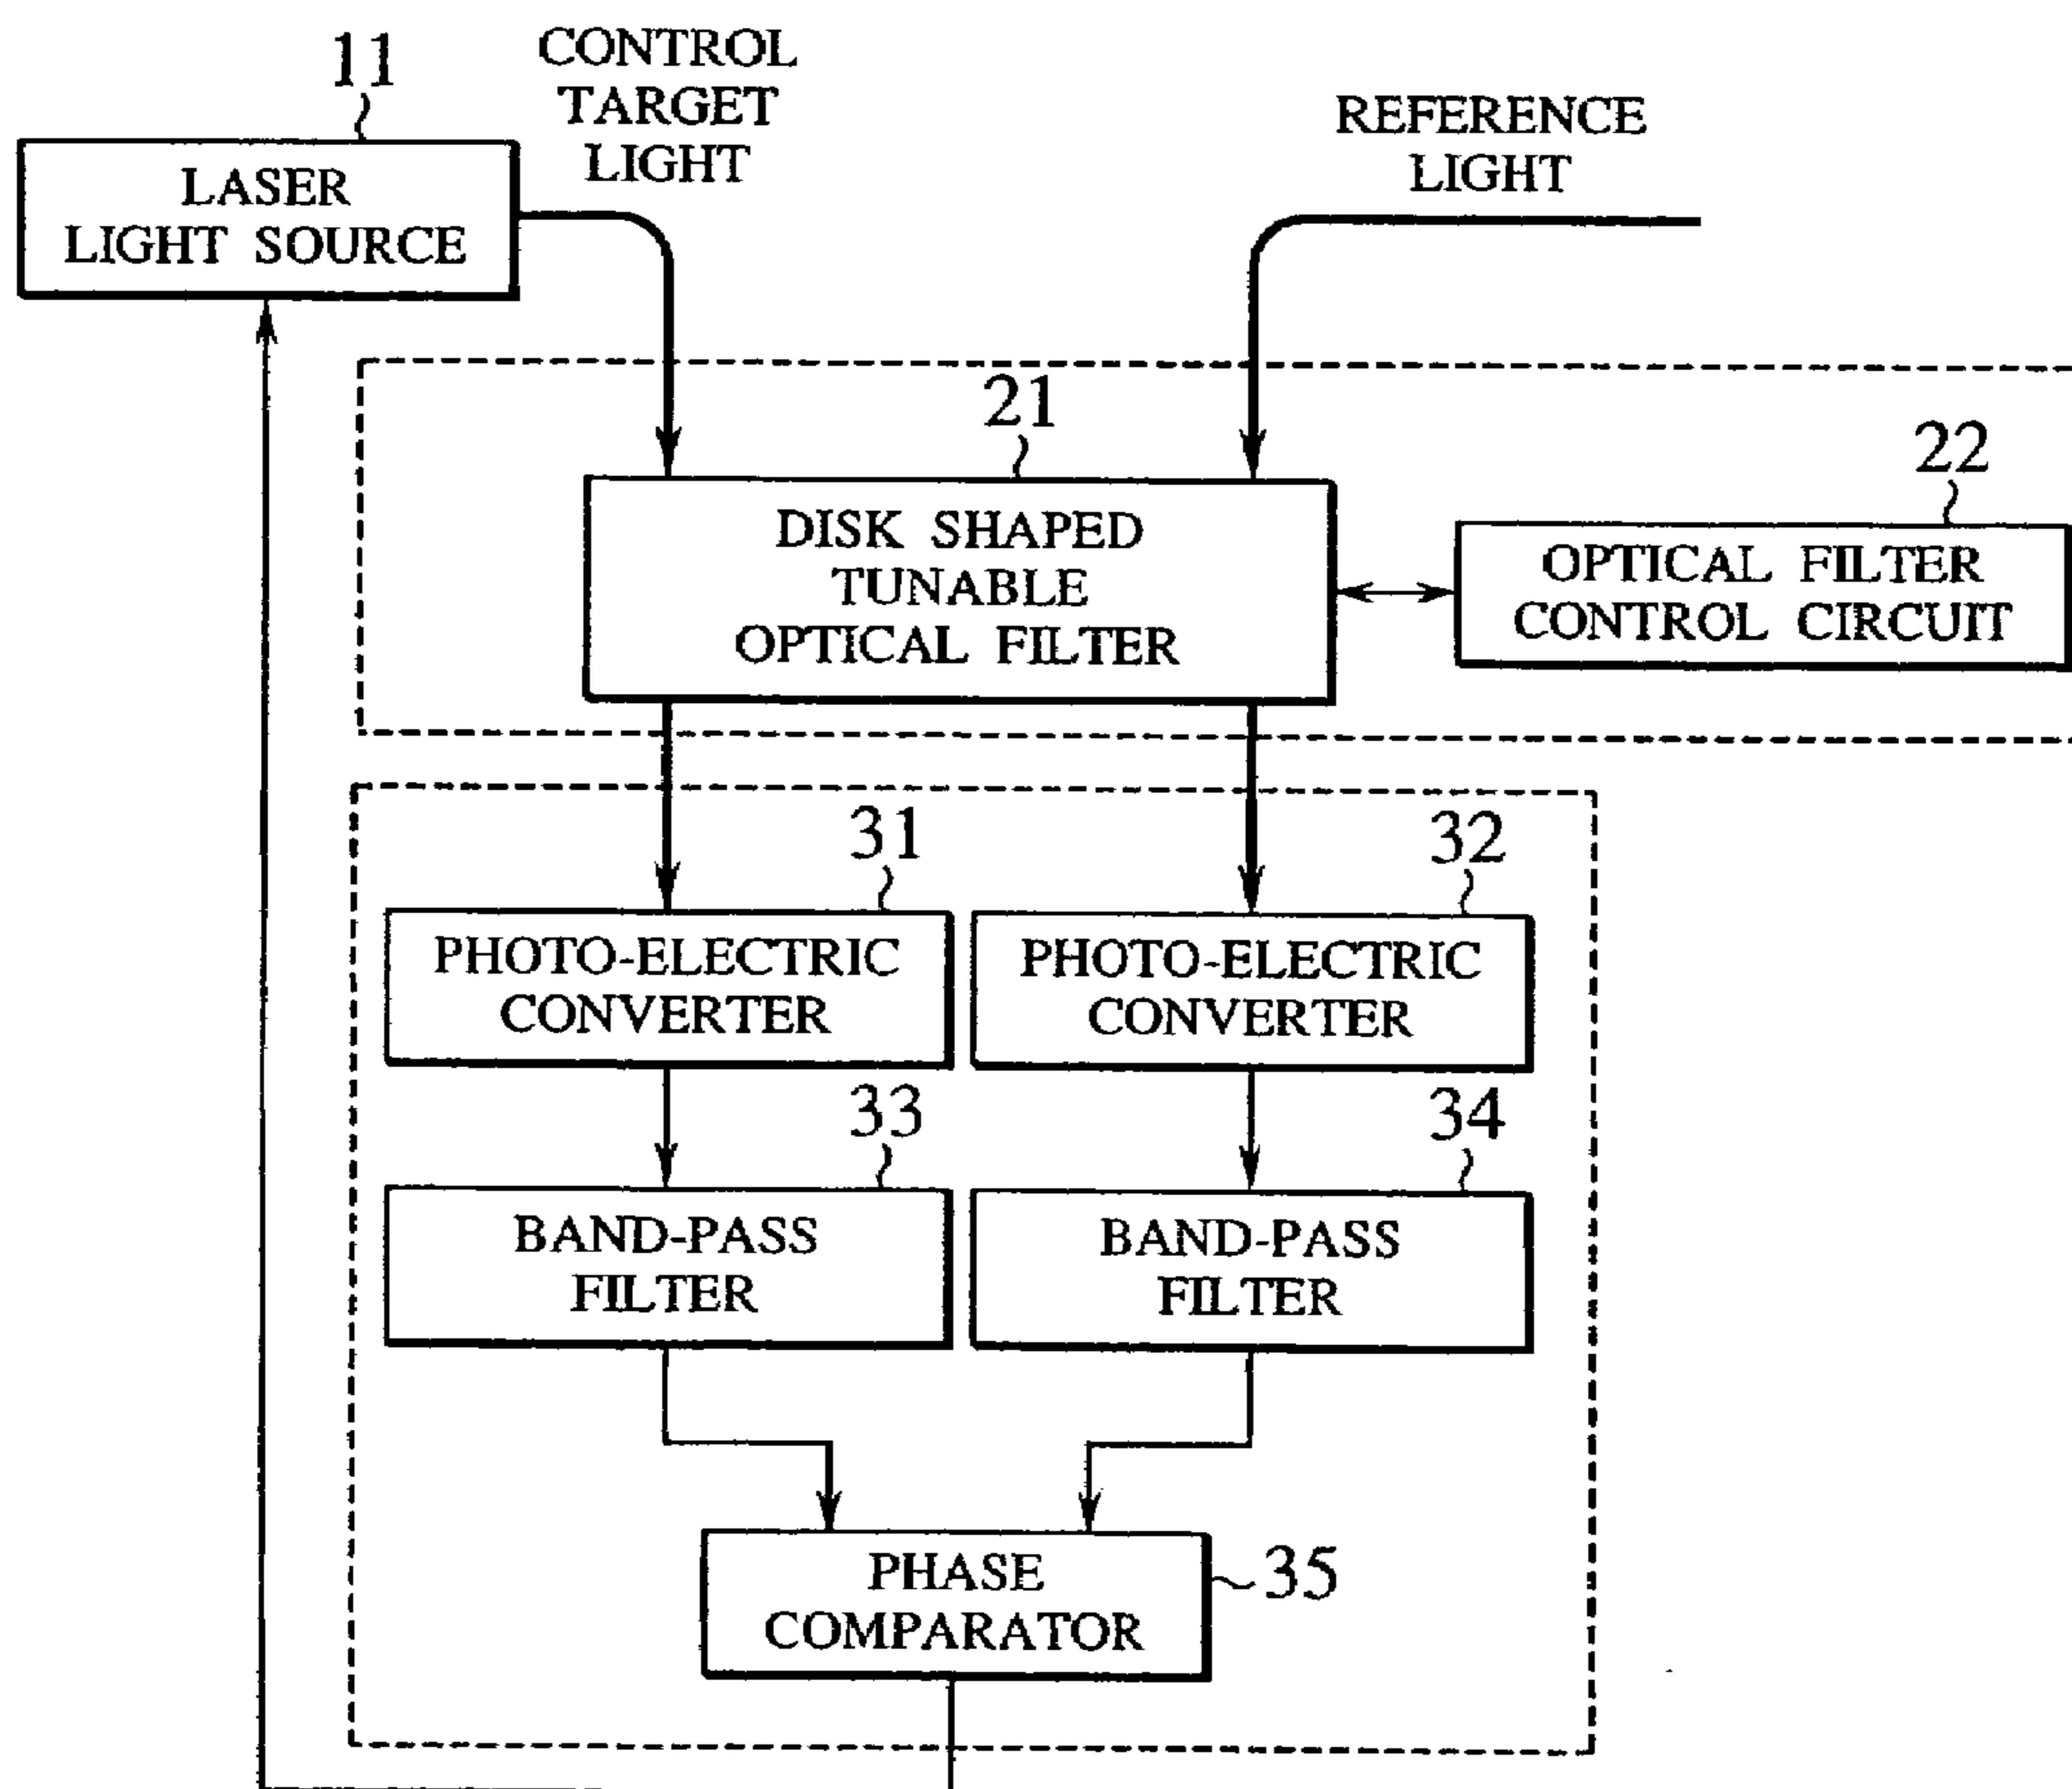 11
CONTROL
TARGET
LIGHT
REFERENCE
LIGHT
LASER
LIGHT SOURCE
21
22
DISK SHAPED
TUNABLE
OPTICAL FILTER
OPTICAL FILTER
CONTROL CIRCUIT
31
32
PHOTO-ELECTRIC
CONVERTER
PHOTO-ELECTRIC
CONVERTER
33
34
BAND-PASS
FILTER
BAND-PASS
FILTER
PHASE
COMPARATOR
35